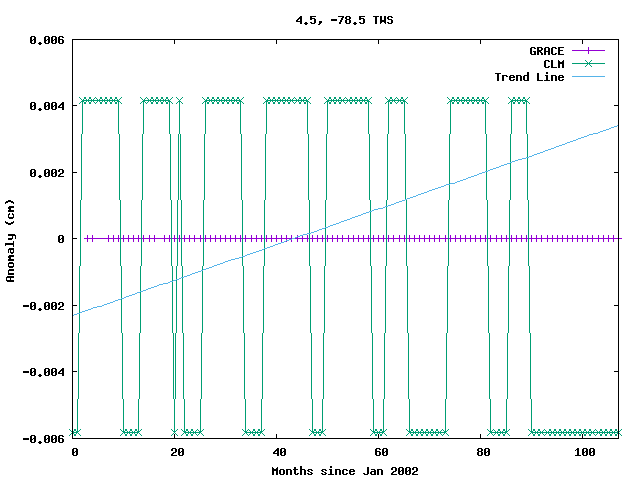 4.5, -78.5 TWS
0.006
0.004
0.002
0
-0.002
-0.004
-0.006
Anomaly (cm)
GRACE
CLM
Trend Line
0 20 40 60 80 100
Months since Jan 2002